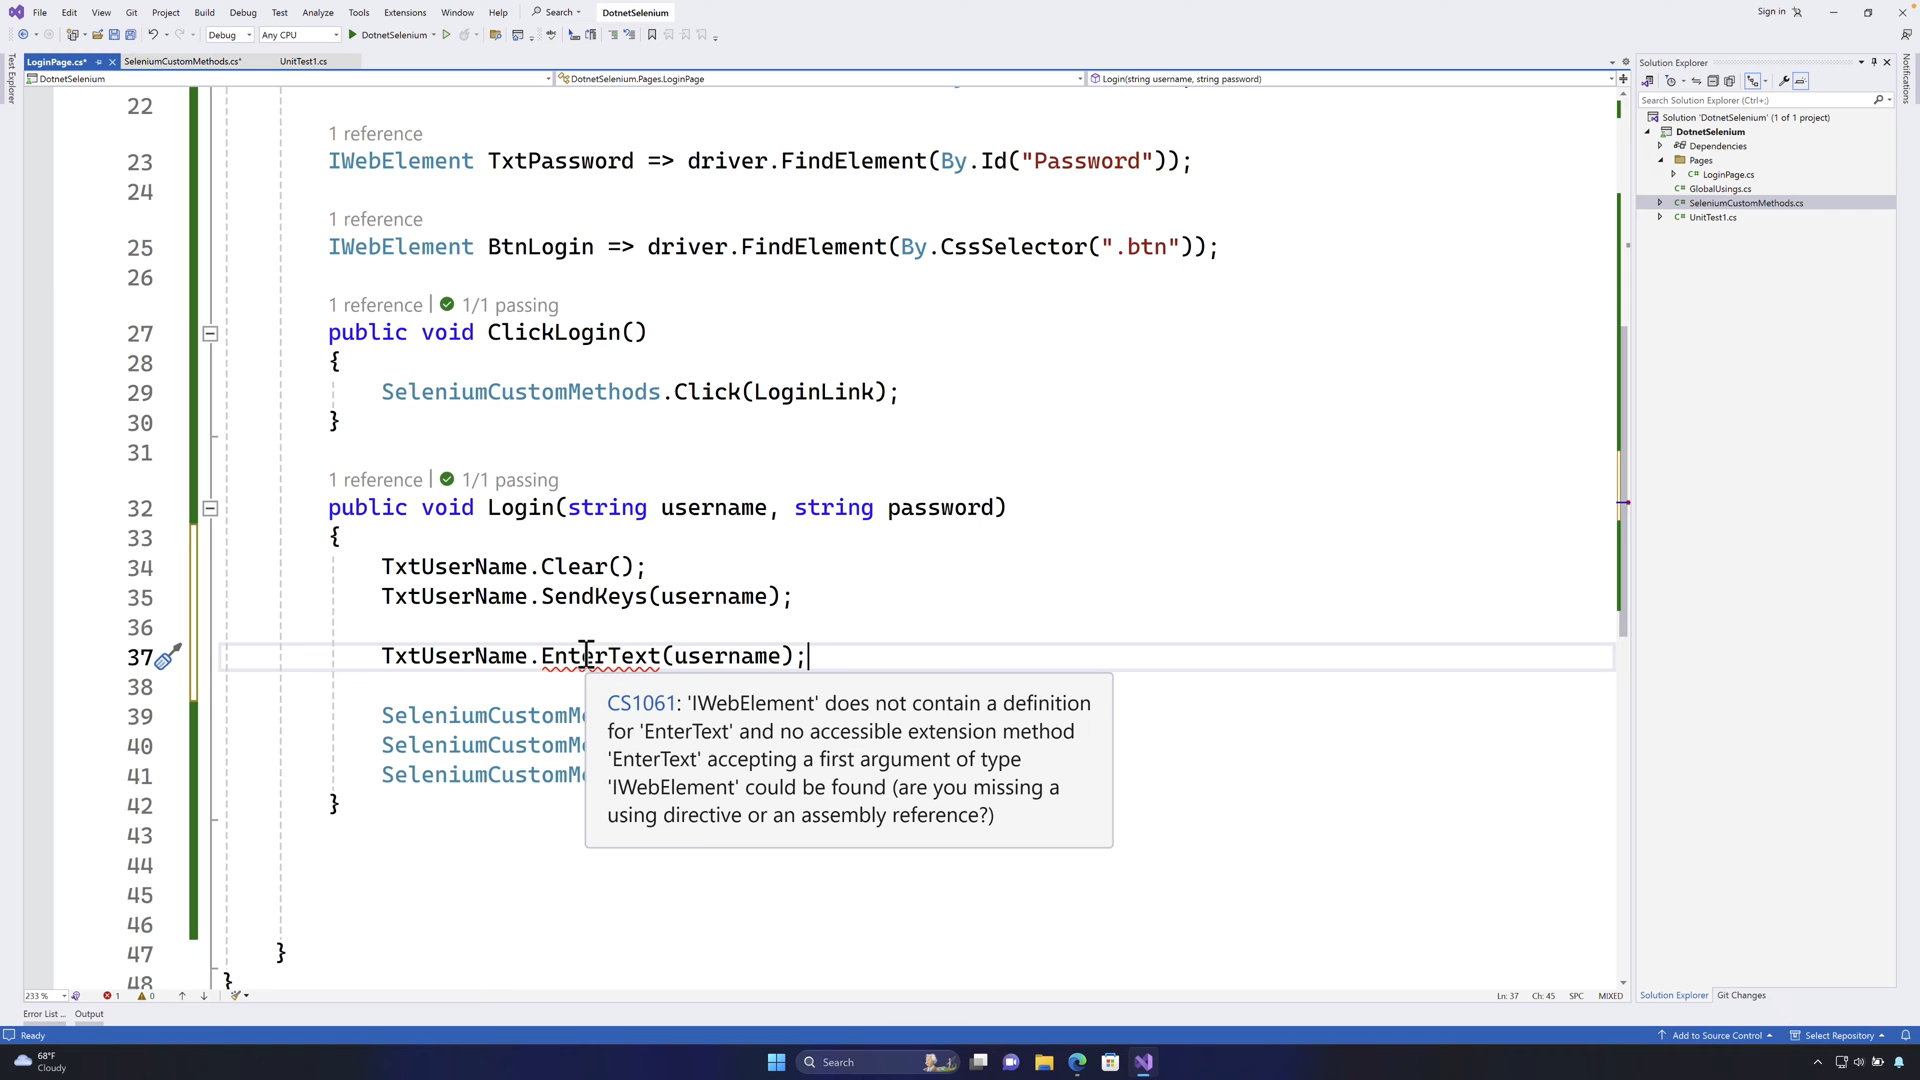 File Edit View Git Project Build Debug Test Analyze Tools Extensions Window Help Search DotnetSelenium Sign in
Debug Any CPU DotnetSelenium
LoginPage.cs* SeleniumCustomMethods.cs* UnitTest1.cs
DotnetSelenium DotnetSelenium.Pages.LoginPage Login(string username, string password)
Test Explorer
22
1 reference
23 IWebElement TxtPassword => driver.FindElement(By.Id("Password"));
24
1 reference
25 IWebElement BtnLogin => driver.FindElement(By.CssSelector(".btn"));
26
1 reference | 1/1 passing
27 public void ClickLogin()
28 {
29 SeleniumCustomMethods.Click(LoginLink);
30 }
31
1 reference | 1/1 passing
32 public void Login(string username, string password)
33 {
34 TxtUserName.Clear();
35 TxtUserName.SendKeys(username);
36
37 TxtUserName.EnterText(username);
38
39 SeleniumCustomMe
40 SeleniumCustomMe
41 SeleniumCustomMe
42 }
43
44
45
46
47 }
48 }
CS1061: 'IWebElement' does not contain a definition
for 'EnterText' and no accessible extension method
'EnterText' accepting a first argument of type
'IWebElement' could be found (are you missing a
using directive or an assembly reference?)
233 % 1 0 Ln: 37 Ch: 45 SPC MIXED
Error List ... Output
Ready Add to Source Control Select Repository
Solution Explorer
Search Solution Explorer (Ctrl+;)
Solution 'DotnetSelenium' (1 of 1 project)
DotnetSelenium
Dependencies
Pages
C# LoginPage.cs
C# GlobalUsings.cs
C# SeleniumCustomMethods.cs
C# UnitTest1.cs
Solution Explorer Git Changes
Notifications
68°F
Cloudy
Search